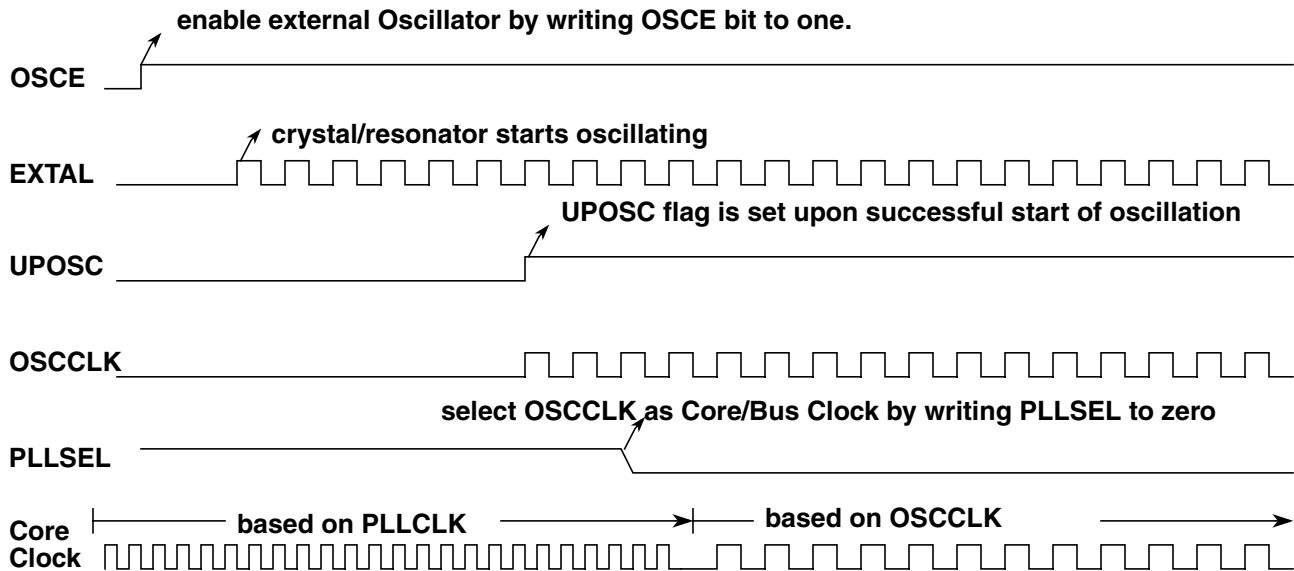 enable external Oscillator by writing OSCE bit to one.
OSCE
crystal/resonator starts oscillating
EXTAL
UPOSC flag is set upon successful start of oscillation
UPOSC
OSCCLK
select OSCCLK as Core/Bus Clock by writing PLLSEL to zero
PLLSEL
Core
Clock
based on PLLCLK
based on OSCCLK